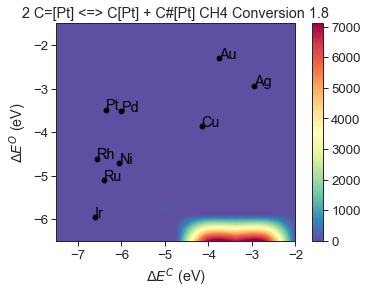 2 C=[Pt] <=> C[Pt] + C#[Pt] CH4 Conversion 1.8
7000
6000
5000
4000
3000
2000
1000
0
−2
−3
−4
−5
−6
ΔE^O (eV)
Au
Ag
Pt
Pd
Cu
Rh
Ni
Ru
Ir
−7
−6
−5
−4
−3
−2
ΔE^C (eV)